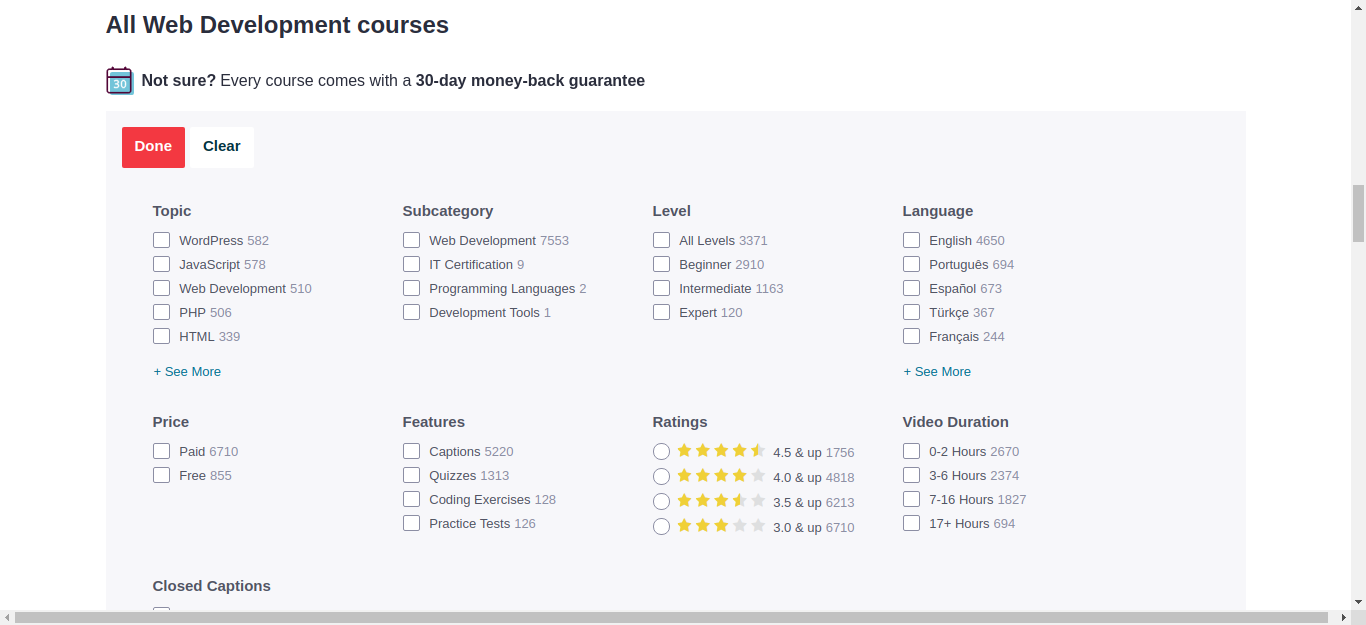 All Web Development courses
30
Not sure? Every course comes with a 30-day money-back guarantee
Done
Clear
Topic
WordPress 582
JavaScript 578
Web Development 510
PHP 506
HTML 339
+ See More
Subcategory
Web Development 7553
IT Certification 9
Programming Languages 2
Development Tools 1
Level
All Levels 3371
Beginner 2910
Intermediate 1163
Expert 120
Language
English 4650
Português 694
Español 673
Türkçe 367
Français 244
+ See More
Price
Paid 6710
Free 855
Features
Captions 5220
Quizzes 1313
Coding Exercises 128
Practice Tests 126
Ratings
4.5 & up 1756
4.0 & up 4818
3.5 & up 6213
3.0 & up 6710
Video Duration
0-2 Hours 2670
3-6 Hours 2374
7-16 Hours 1827
17+ Hours 694
Closed Captions